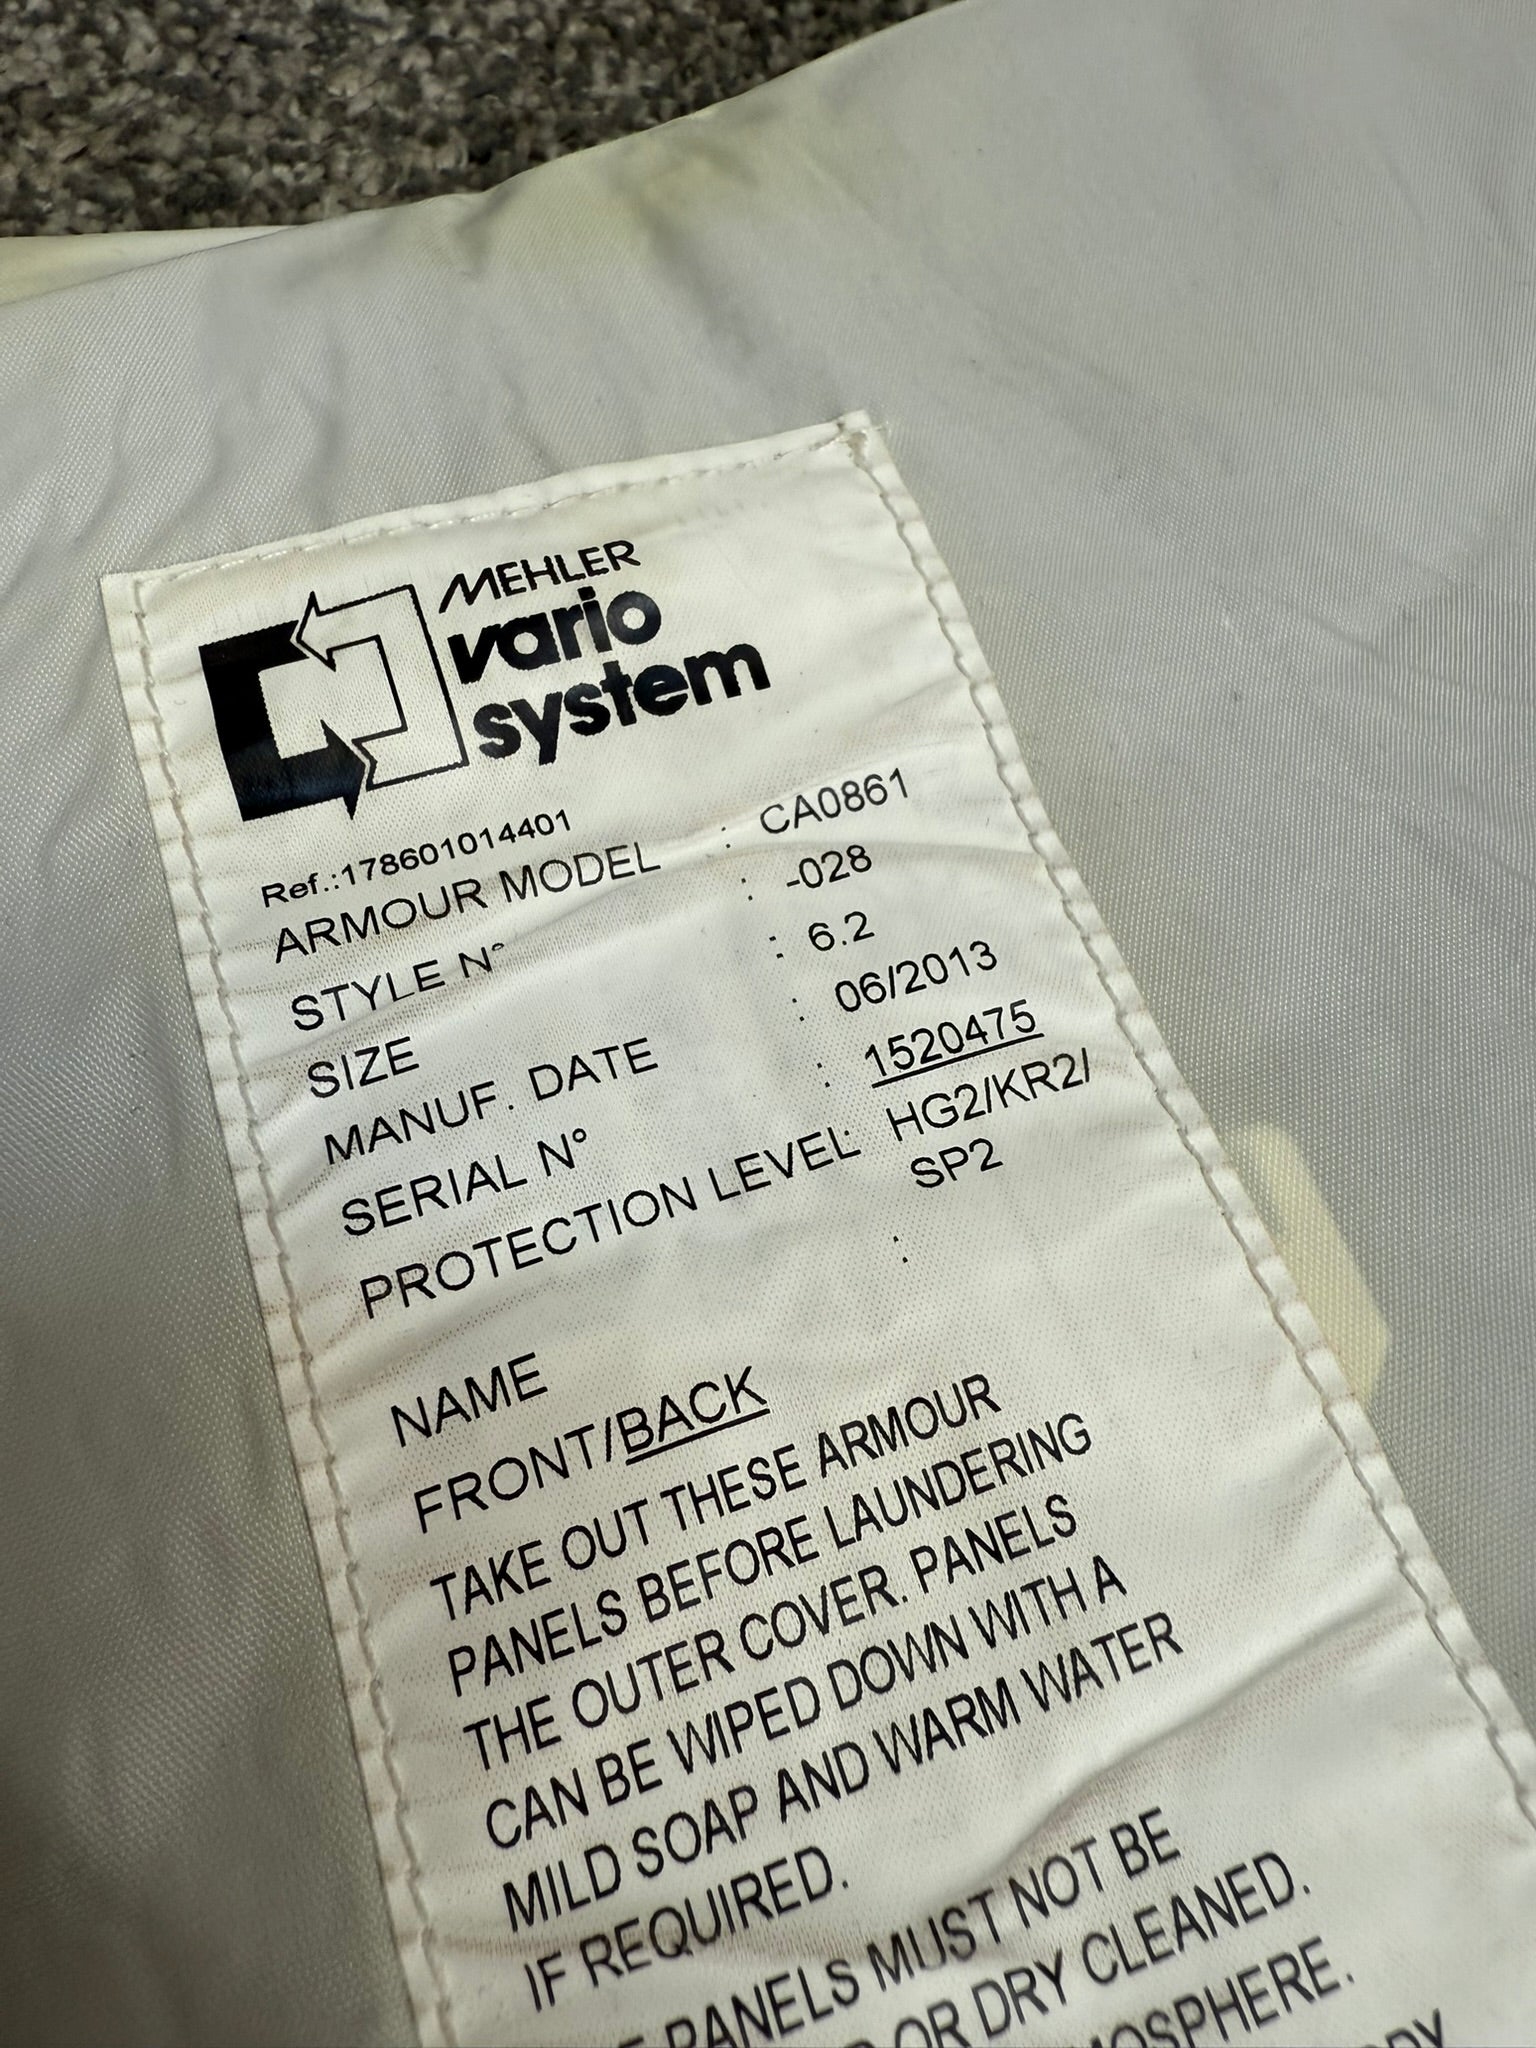 MEHLER
vario
system
Ref.:178601014401
ARMOUR MODEL : CA0861
STYLE N° : -028
SIZE : 6.2
MANUF. DATE : 06/2013
SERIAL N° : 1520475
PROTECTION LEVEL : HG2/KR2/
SP2
NAME :
FRONT/BACK
TAKE OUT THESE ARMOUR
PANELS BEFORE LAUNDERING
THE OUTER COVER. PANELS
CAN BE WIPED DOWN WITH A
MILD SOAP AND WARM WATER
IF REQUIRED.
PANELS MUST NOT BE
OR DRY CLEANED.